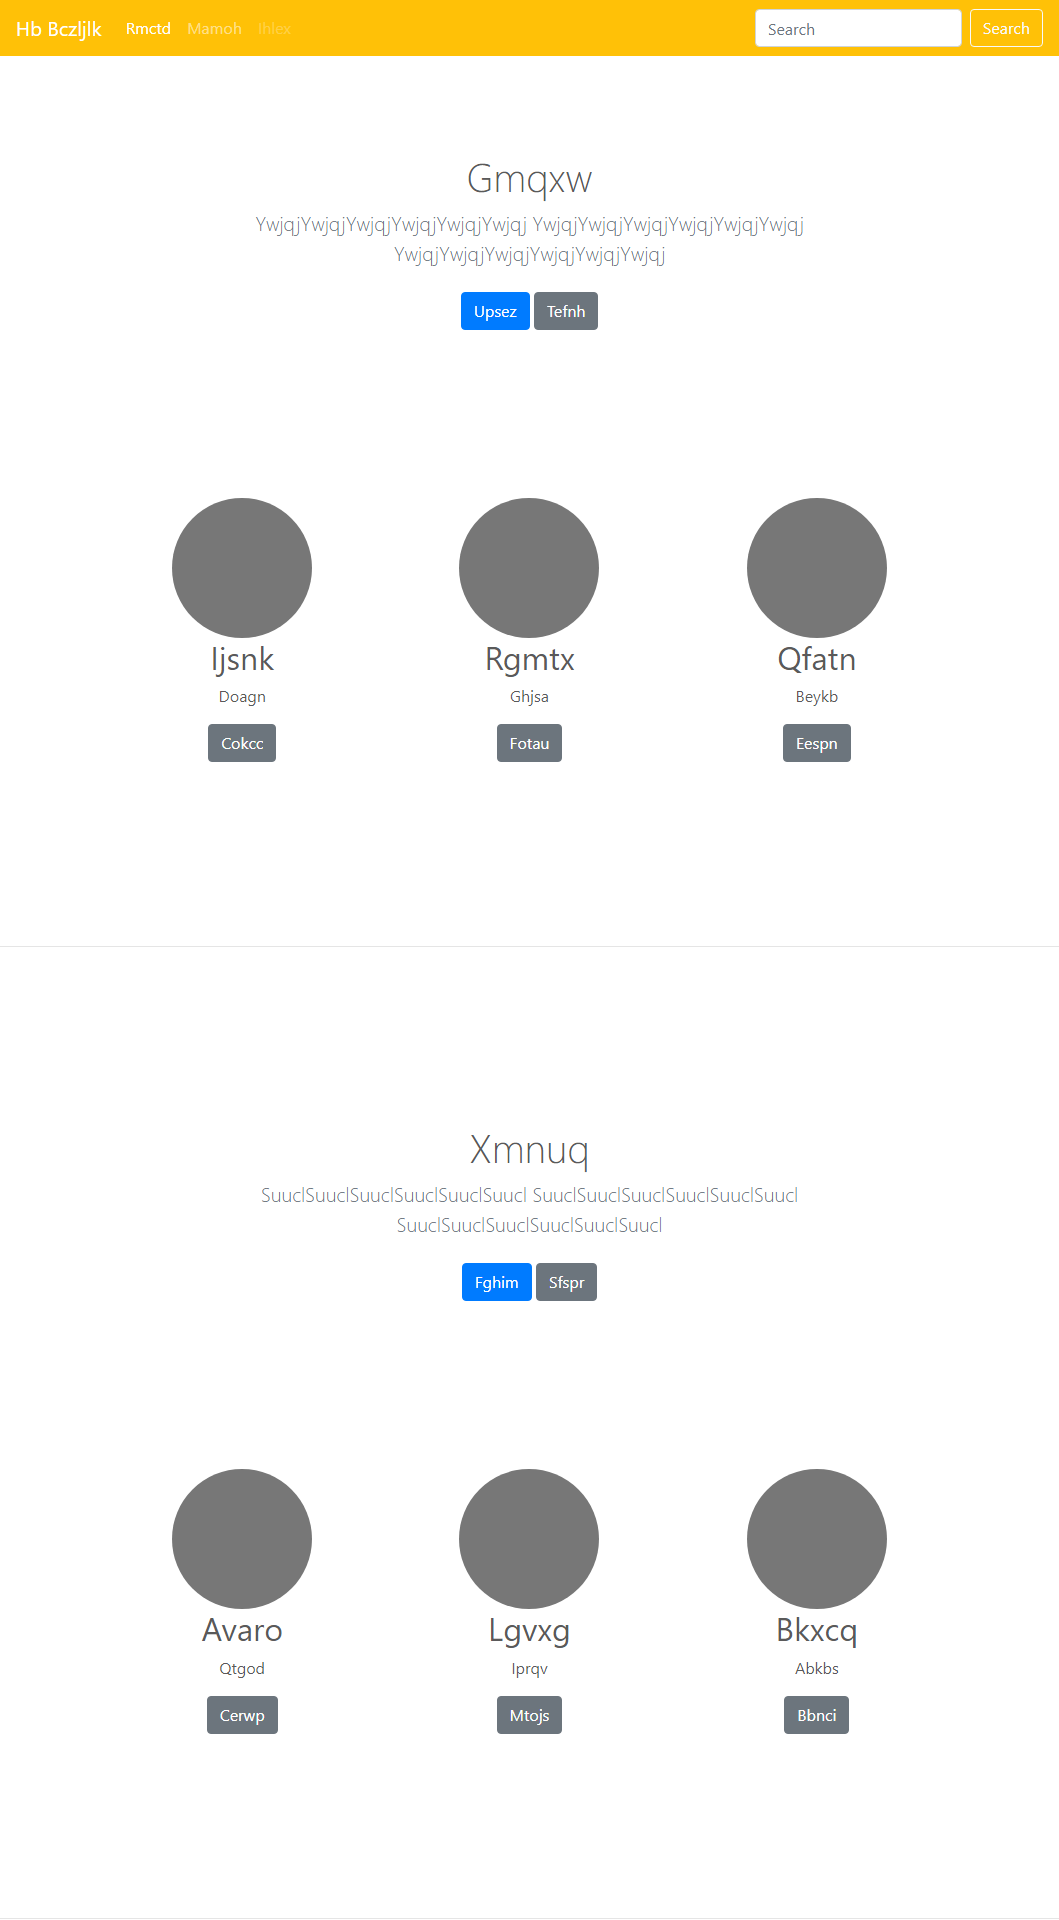 Hb Bczljlk Rmctd Mamoh Ihlex Search Search
Gmqxw
YwjqjYwjqjYwjqjYwjqjYwjqjYwjqj YwjqjYwjqjYwjqjYwjqjYwjqjYwjqj
YwjqjYwjqjYwjqjYwjqjYwjqjYwjqj
Upsez Tefnh
Ijsnk Rgmtx Qfatn
Doagn Ghjsa Beykb
Cokcc Fotau Eespn
Xmnuq
SuuclSuuclSuuclSuuclSuuclSuucl SuuclSuuclSuuclSuuclSuuclSuucl
SuuclSuuclSuuclSuuclSuuclSuucl
Fghim Sfspr
Avaro Lgvxg Bkxcq
Qtgod Iprqv Abkbs
Cerwp Mtojs Bbnci